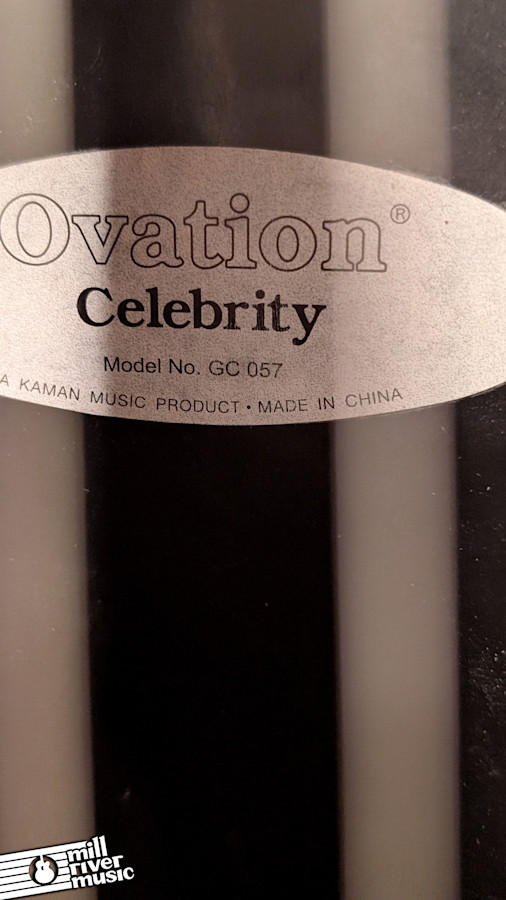 Ovation®
Celebrity
Model No. GC 057
A KAMAN MUSIC PRODUCT • MADE IN CHINA
mill
river
music